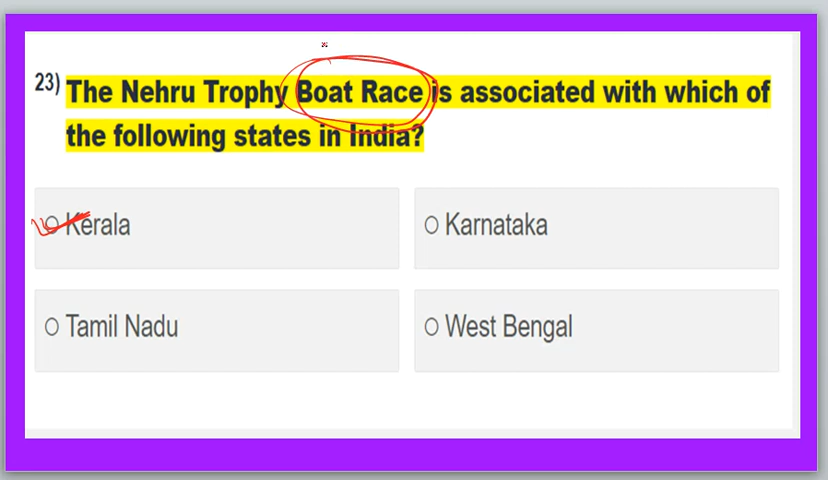 23) The Nehru Trophy Boat Race is associated with which of
the following states in India?
Kerala
Karnataka
Tamil Nadu
West Bengal